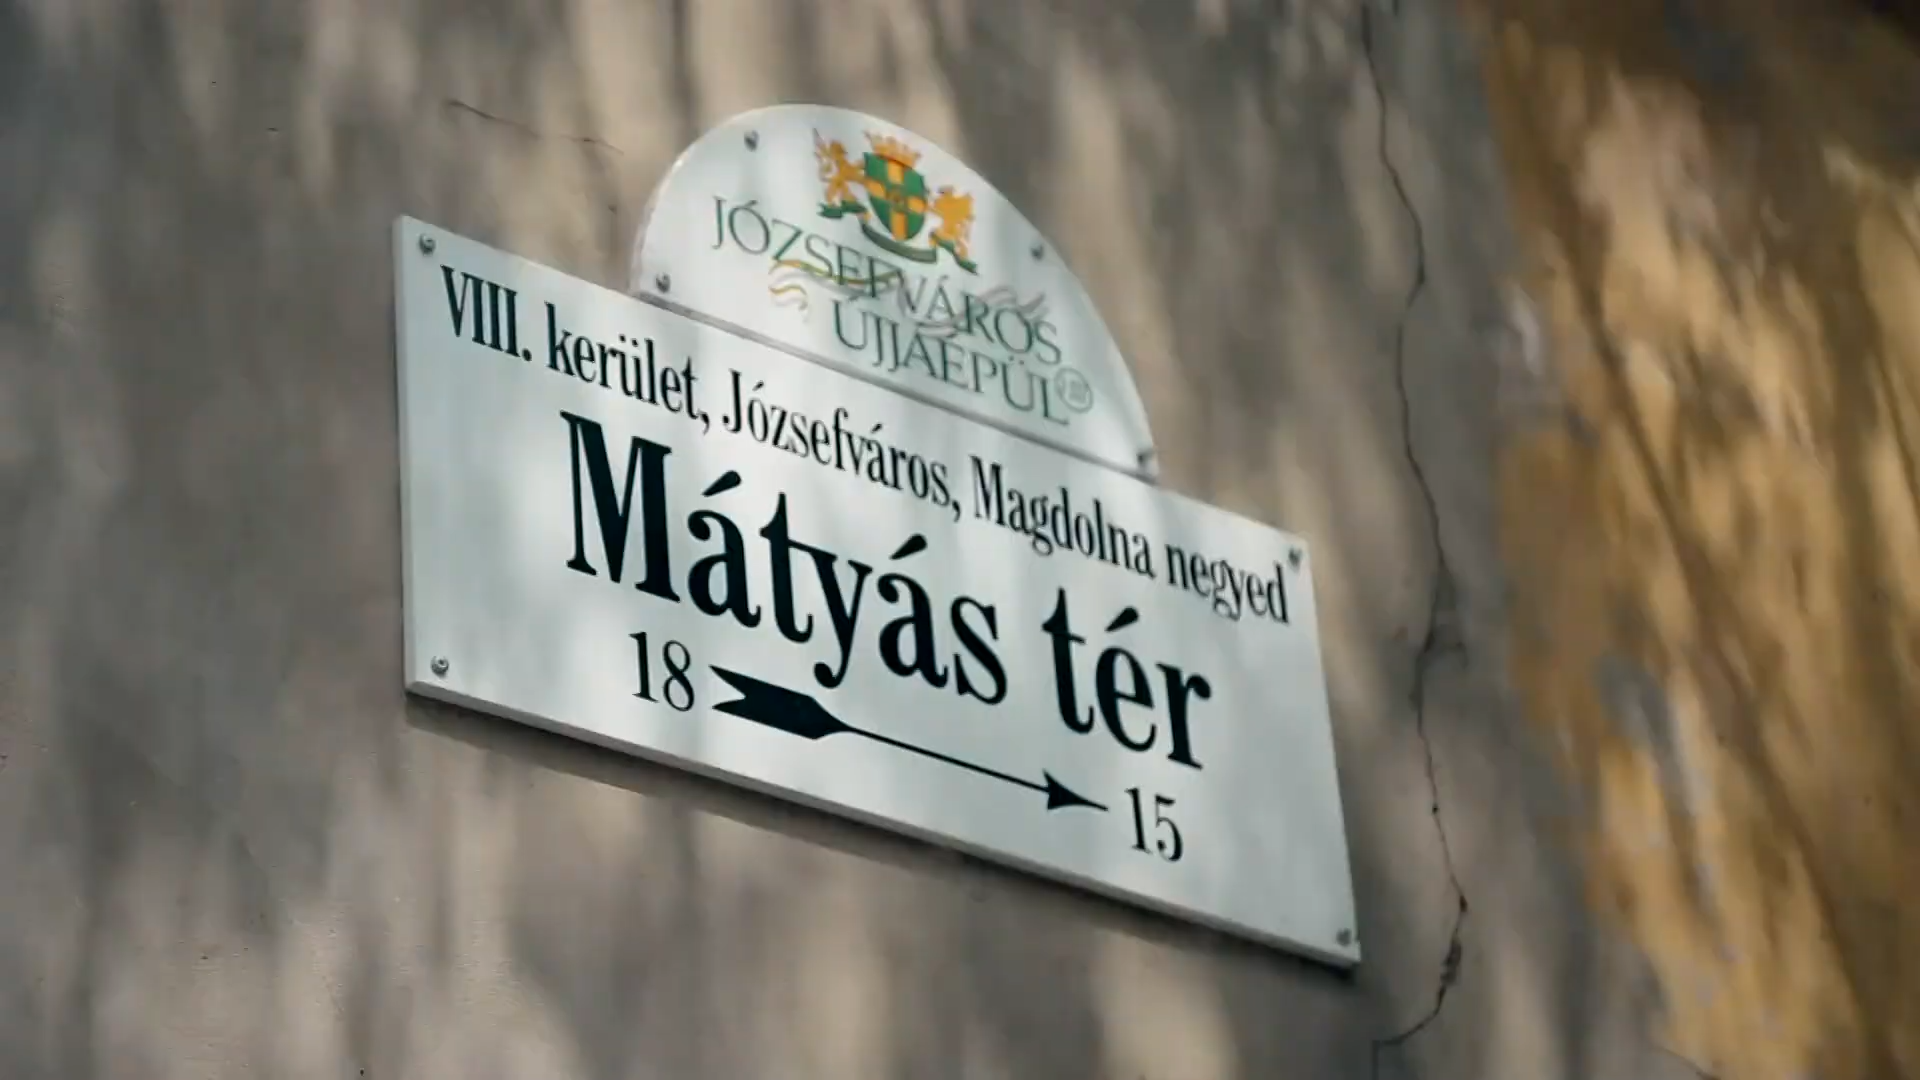 JÓZSEFVÁROS
ÚJJÁÉPÜL
VIII. kerület, Józsefváros, Magdolna negyed
Mátyás tér
18 15